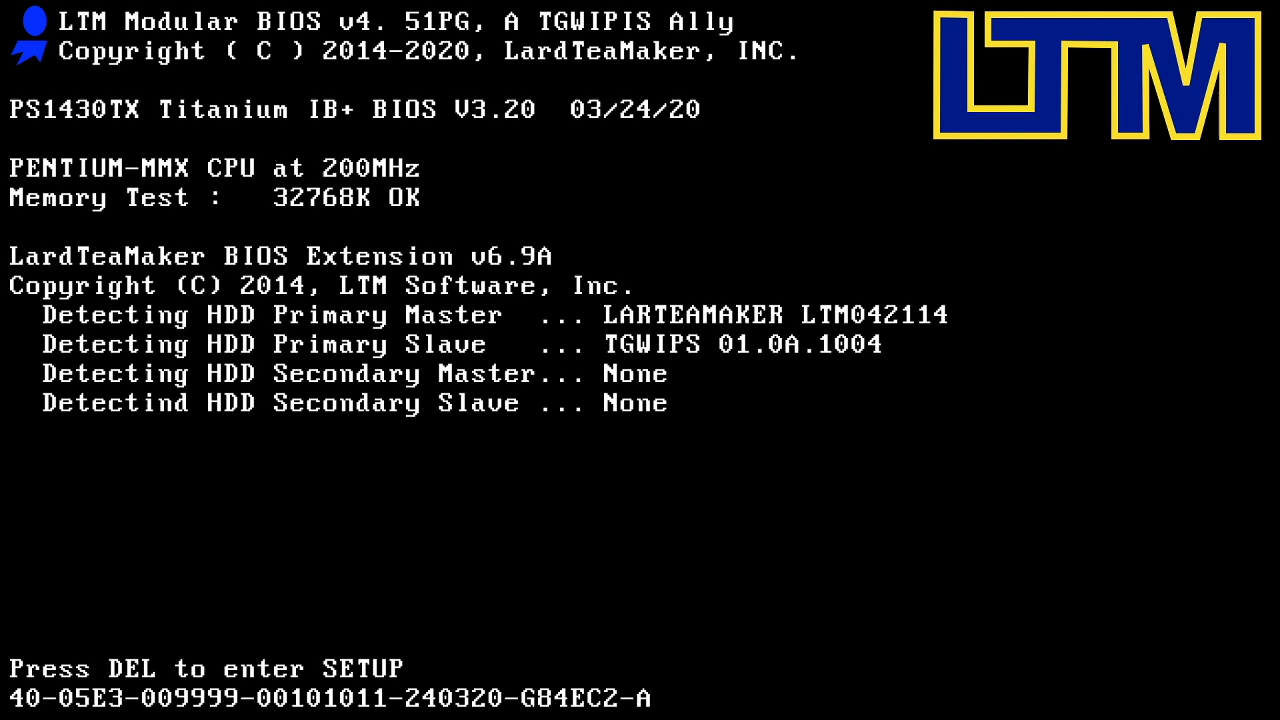 LTM Modular BIOS v4. 51PG, A TGWIPIS Ally
Copyright ( C ) 2014-2020, LardTeaMaker, INC.
LTM
PS1430TX Titanium IB+ BIOS V3.20  03/24/20
PENTIUM-MMX CPU at 200MHz
Memory Test :   32768K OK
LardTeaMaker BIOS Extension v6.9A
Copyright (C) 2014, LTM Software, Inc.
Detecting HDD Primary Master  ... LARTEAMAKER LTM042114
Detecting HDD Primary Slave   ... TGWIPS 01.0A.1004
Detecting HDD Secondary Master... None
Detectind HDD Secondary Slave ... None
Press DEL to enter SETUP
40-05E3-009999-00101011-240320-G84EC2-A